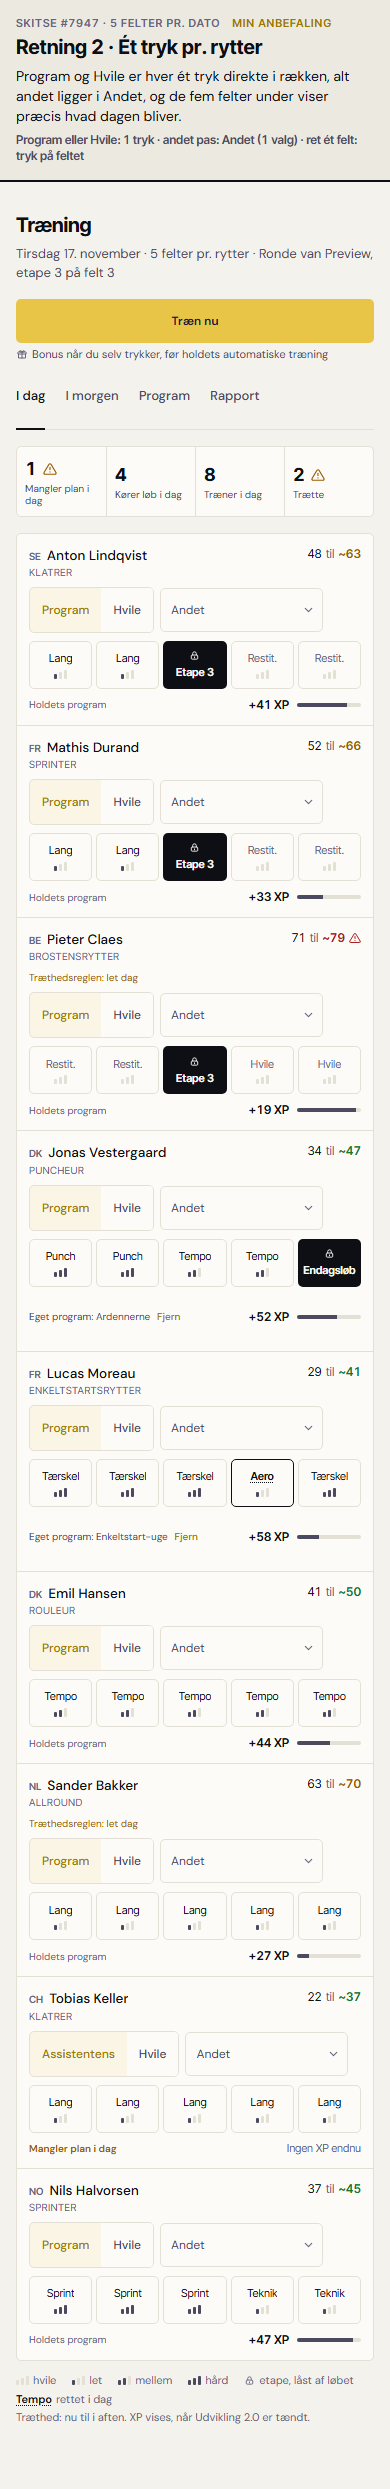 SKITSE #7947 · 5 FELTER PR. DATO MIN ANBEFALING
Retning 2 · Ét tryk pr. rytter
Program og Hvile er hver ét tryk direkte i rækken, alt
andet ligger i Andet, og de fem felter under viser
præcis hvad dagen bliver.
Program eller Hvile: 1 tryk · andet pas: Andet (1 valg) · ret ét felt:
tryk på feltet
Træning
Tirsdag 17. november · 5 felter pr. rytter · Ronde van Preview,
etape 3 på felt 3
Træn nu
Bonus når du selv trykker, før holdets automatiske træning
I dag I morgen Program Rapport
1 4 8 2
Mangler plan i dag Kører løb i dag Træner i dag Trætte
SE Anton Lindqvist 48 til ~63
KLATRER
Program Hvile Andet
Lang Lang Etape 3 Restit. Restit.
Holdets program +41 XP
FR Mathis Durand 52 til ~66
SPRINTER
Program Hvile Andet
Lang Lang Etape 3 Restit. Restit.
Holdets program +33 XP
BE Pieter Claes 71 til ~79
BROSTENSRYTTER
Træthedsreglen: let dag
Program Hvile Andet
Restit. Restit. Etape 3 Hvile Hvile
Holdets program +19 XP
DK Jonas Vestergaard 34 til ~47
PUNCHEUR
Program Hvile Andet
Punch Punch Tempo Tempo Endagsløb
Eget program: Ardennerne Fjern +52 XP
FR Lucas Moreau 29 til ~41
ENKELTSTARTSRYTTER
Program Hvile Andet
Tærskel Tærskel Tærskel Aero Tærskel
Eget program: Enkeltstart-uge Fjern +58 XP
DK Emil Hansen 41 til ~50
ROULEUR
Program Hvile Andet
Tempo Tempo Tempo Tempo Tempo
Holdets program +44 XP
NL Sander Bakker 63 til ~70
ALLROUND
Træthedsreglen: let dag
Program Hvile Andet
Lang Lang Lang Lang Lang
Holdets program +27 XP
CH Tobias Keller 22 til ~37
KLATRER
Assistentens Hvile Andet
Lang Lang Lang Lang Lang
Mangler plan i dag Ingen XP endnu
NO Nils Halvorsen 37 til ~45
SPRINTER
Program Hvile Andet
Sprint Sprint Sprint Teknik Teknik
Holdets program +47 XP
hvile let mellem hård etape, låst af løbet
Tempo rettet i dag
Træthed: nu til i aften. XP vises, når Udvikling 2.0 er tændt.